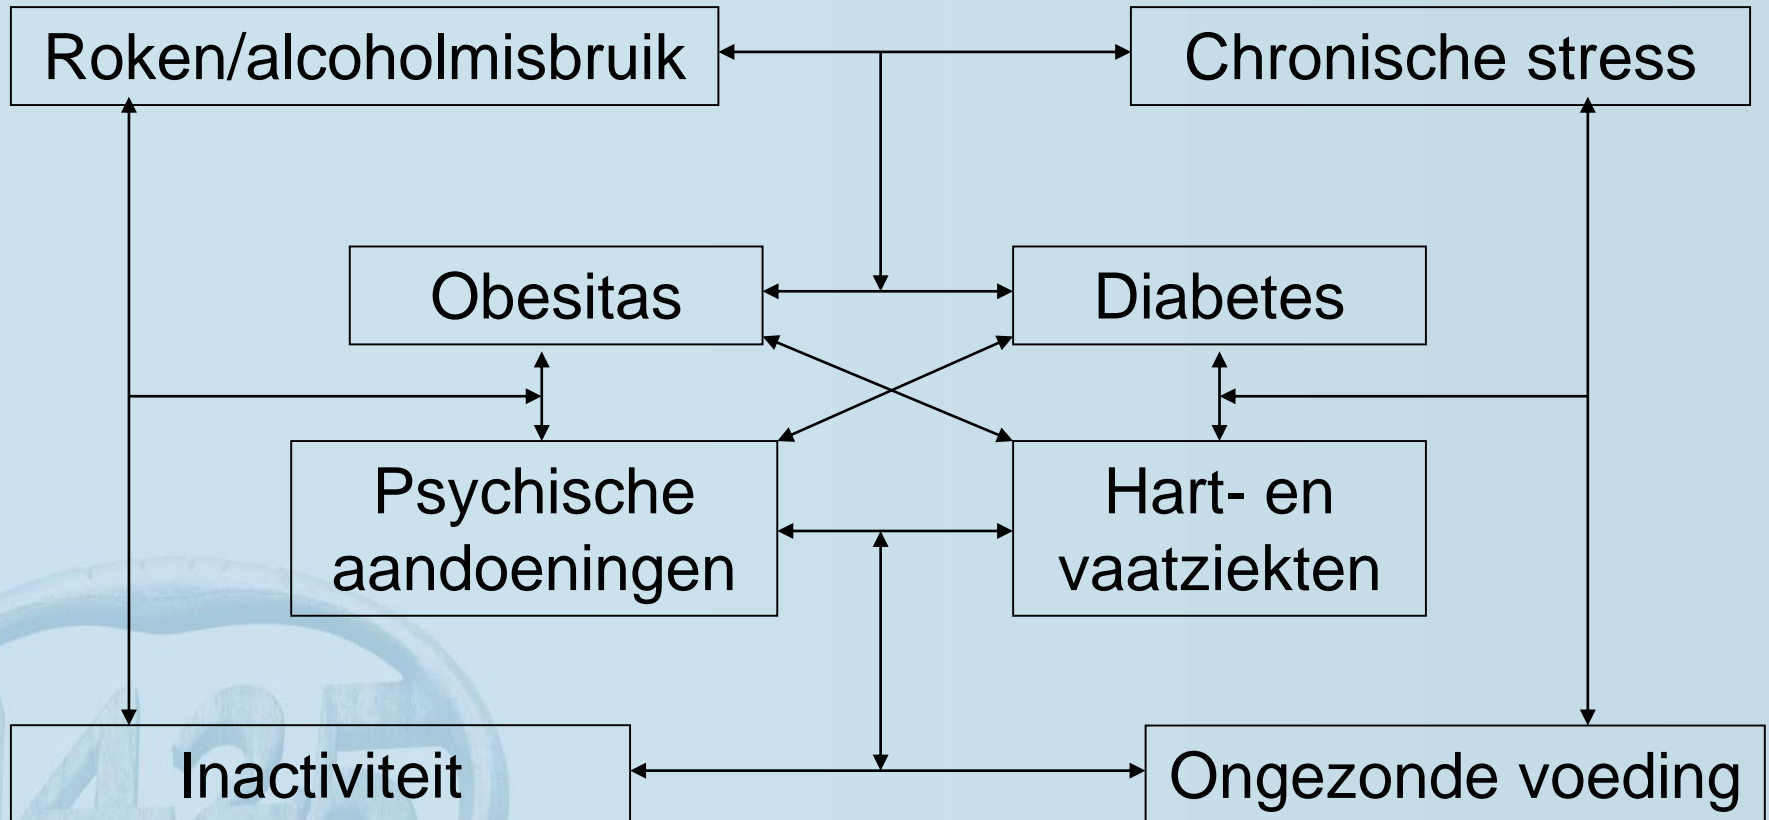 Roken/alcoholmisbruik
Chronische stress
Obesitas
Diabetes
Psychische
aandoeningen
Hart- en
vaatziekten
Inactiviteit
Ongezonde voeding